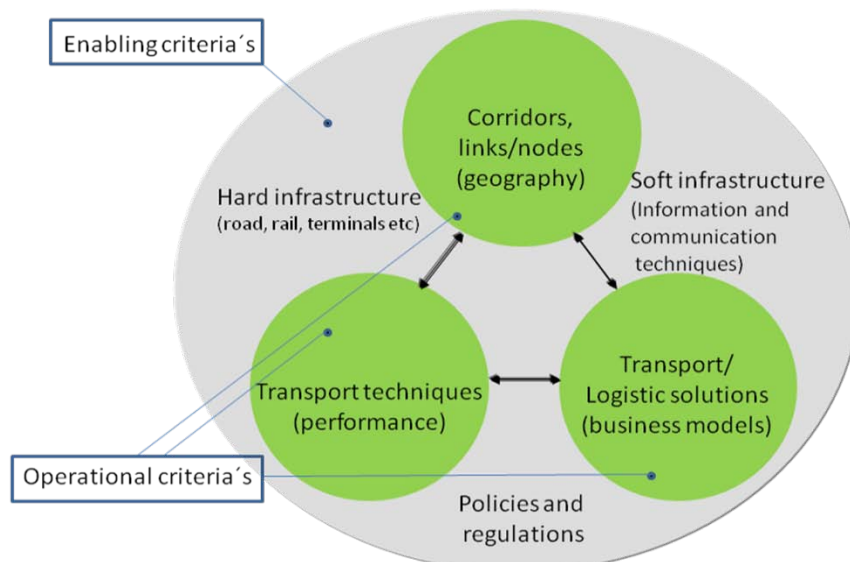 Enabling criteria´s
Corridors,
links/nodes
(geography)
Hard infrastructure
(road, rail, terminals etc)
Soft infrastructure
(Information and
communication
techniques)
Transport techniques
(performance)
Transport/
Logistic solutions
(business models)
Operational criteria´s
Policies and
regulations